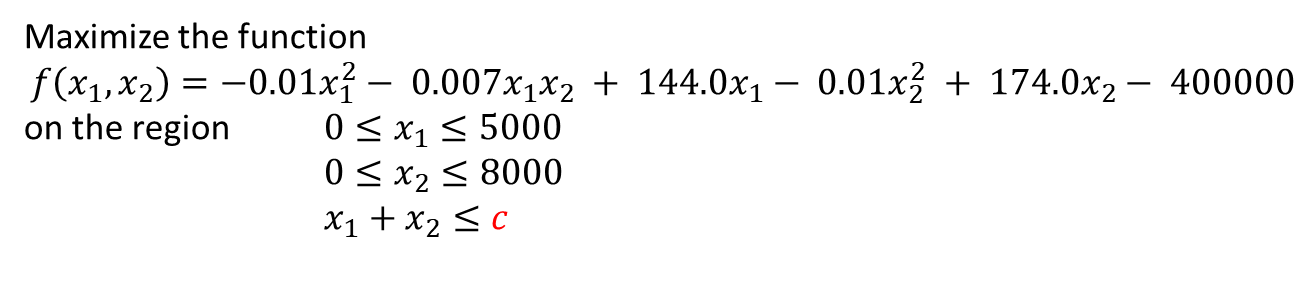 Maximize the function
f(x₁, x₂) = −0.01x₁² − 0.007x₁x₂ + 144.0x₁ − 0.01x₂² + 174.0x₂ − 400000
on the region 0 ≤ x₁ ≤ 5000
0 ≤ x₂ ≤ 8000
x₁ + x₂ ≤ c